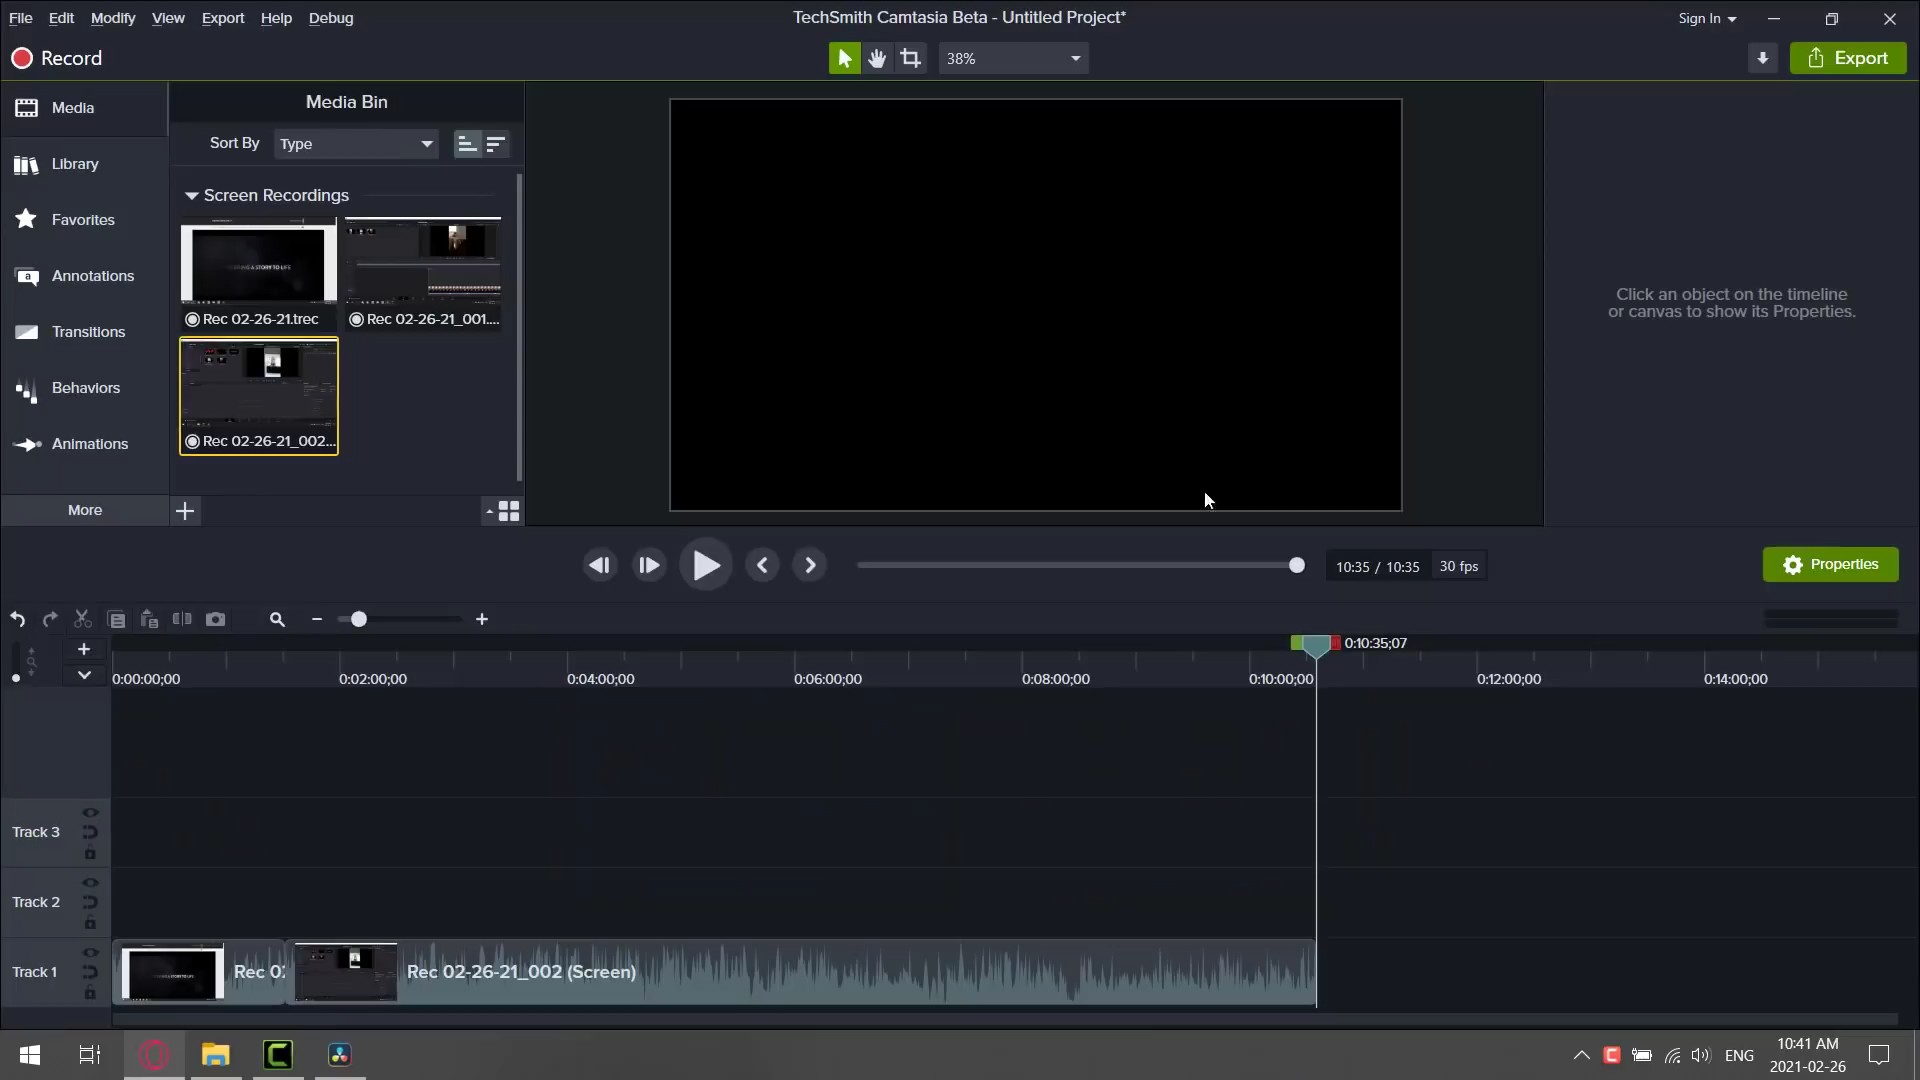 File Edit Modify View Export Help Debug
TechSmith Camtasia Beta - Untitled Project*
Sign In
Record
38%
Export
Media
Library
Favorites
Annotations
Transitions
Behaviors
Animations
More
Media Bin
Sort By Type
Screen Recordings
Rec 02-26-21.trec
Rec 02-26-21_001....
Rec 02-26-21_002...
Click an object on the timeline
or canvas to show its Properties.
10:35 / 10:35 30 fps
Properties
0:10:35;07
0:00:00;00 0:02:00;00 0:04:00;00 0:06:00;00 0:08:00;00 0:10:00;00 0:12:00;00 0:14:00;00
Track 3
Track 2
Track 1
Rec 02
Rec 02-26-21_002 (Screen)
ENG
10:41 AM
2021-02-26